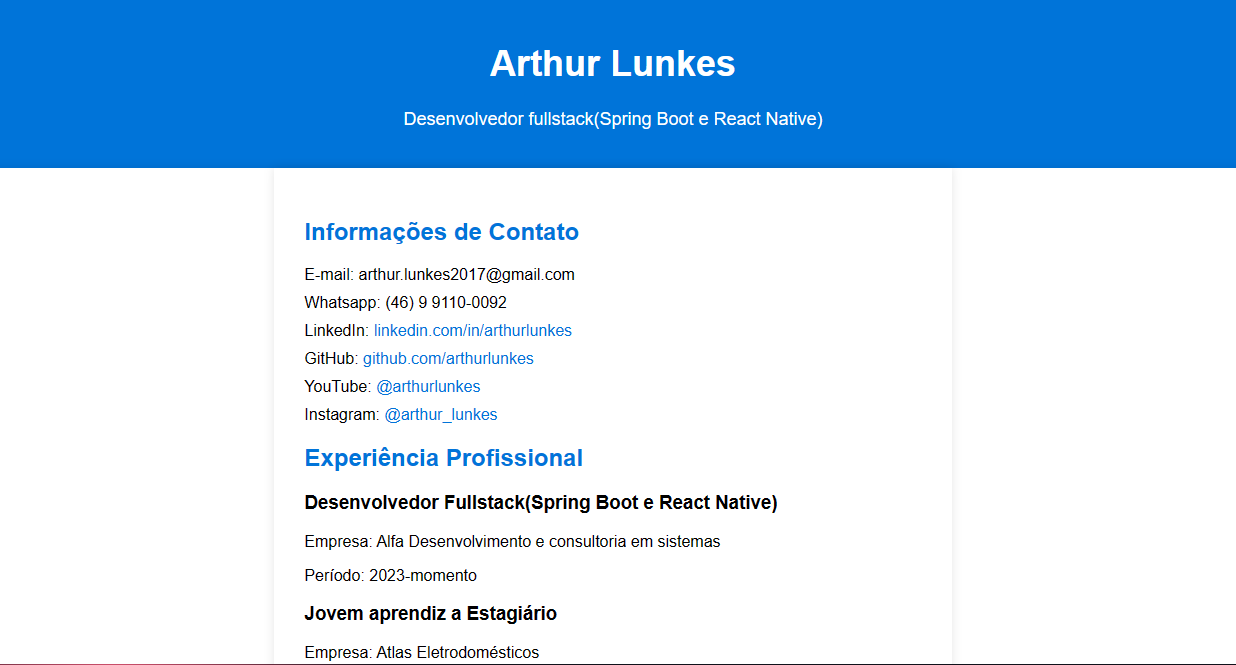 Arthur Lunkes
Desenvolvedor fullstack(Spring Boot e React Native)
Informações de Contato
E-mail: arthur.lunkes2017@gmail.com
Whatsapp: (46) 9 9110-0092
LinkedIn: linkedin.com/in/arthurlunkes
GitHub: github.com/arthurlunkes
YouTube: @arthurlunkes
Instagram: @arthur_lunkes
Experiência Profissional
Desenvolvedor Fullstack(Spring Boot e React Native)
Empresa: Alfa Desenvolvimento e consultoria em sistemas
Período: 2023-momento
Jovem aprendiz a Estagiário
Empresa: Atlas Eletrodomésticos